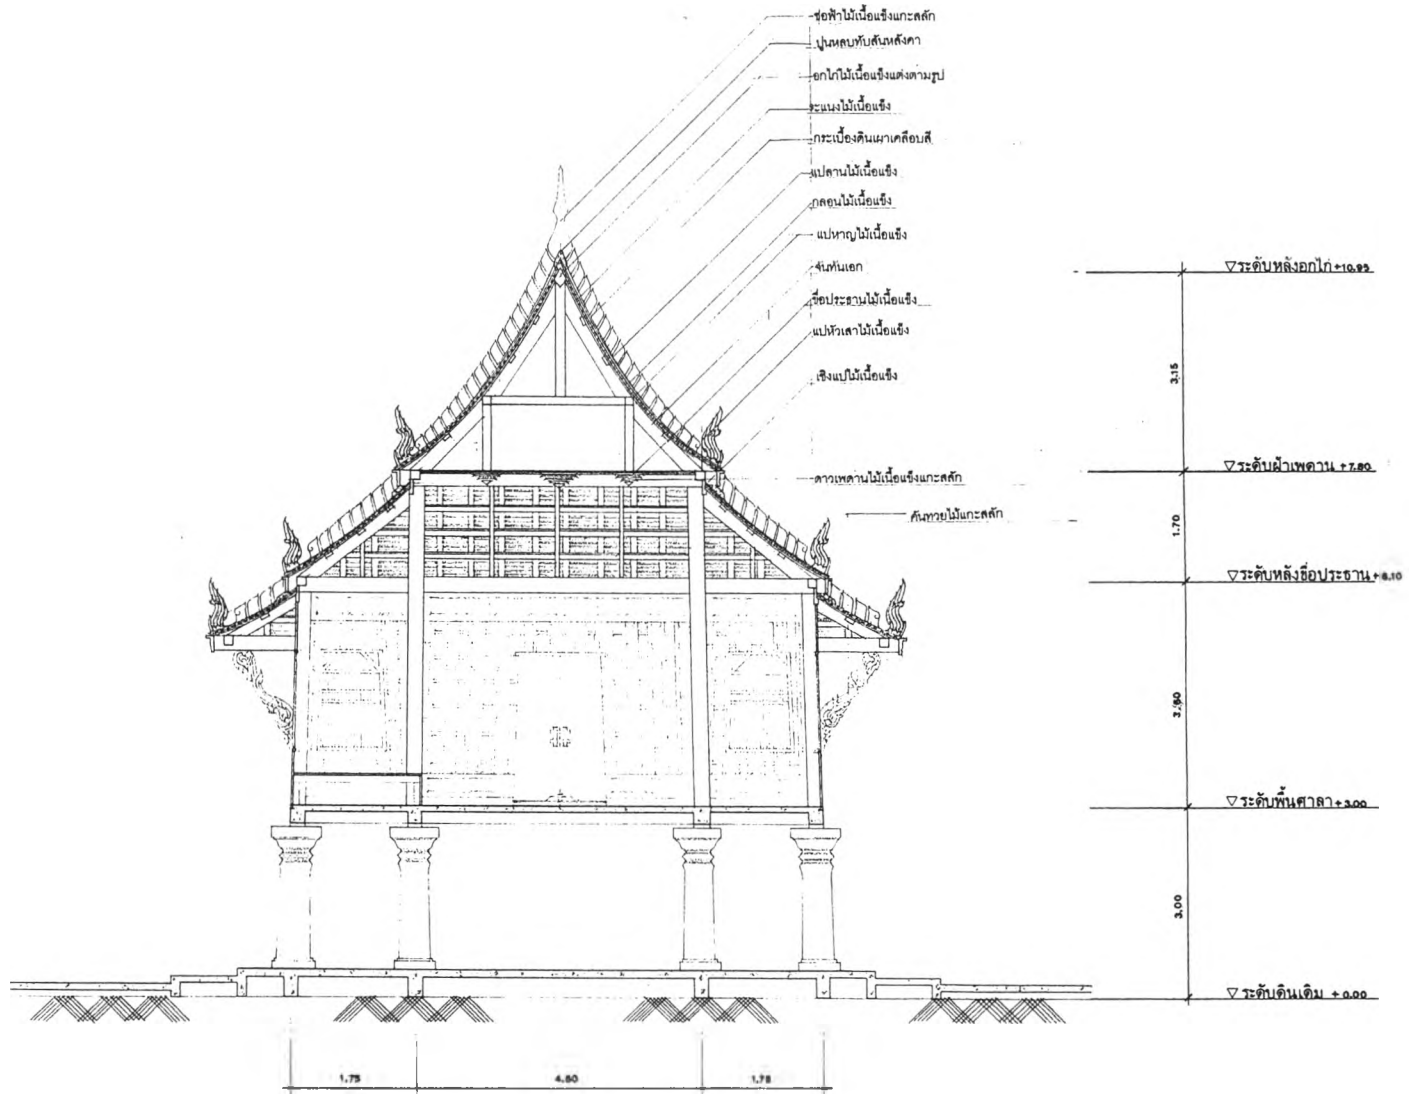 ช่อฟ้าไม้เนื้อแข็งแกะสลัก
ปูนหลบทับสันหลังคา
อกไก่ไม้เนื้อแข็งแต่งตามรูป
ระแนงไม้เนื้อแข็ง
กระเบื้องดินเผาเคลือบสี
แปลานไม้เนื้อแข็ง
กลอนไม้เนื้อแข็ง
แปหาญไม้เนื้อแข็ง
จันทันเอก
ขื่อประธานไม้เนื้อแข็ง
แปหัวเสาไม้เนื้อแข็ง
เชิงแปไม้เนื้อแข็ง
ดาวเพดานไม้เนื้อแข็งแกะสลัก
คันทวยไม้แกะสลัก
ระดับหลังอกไก่ +10.95
3.15
ระดับฝ้าเพดาน +7.80
1.70
ระดับหลังขื่อประธาน +6.10
3.60
ระดับพื้นศาลา +3.00
3.00
ระดับดินเดิม +0.00
1.75
1.75